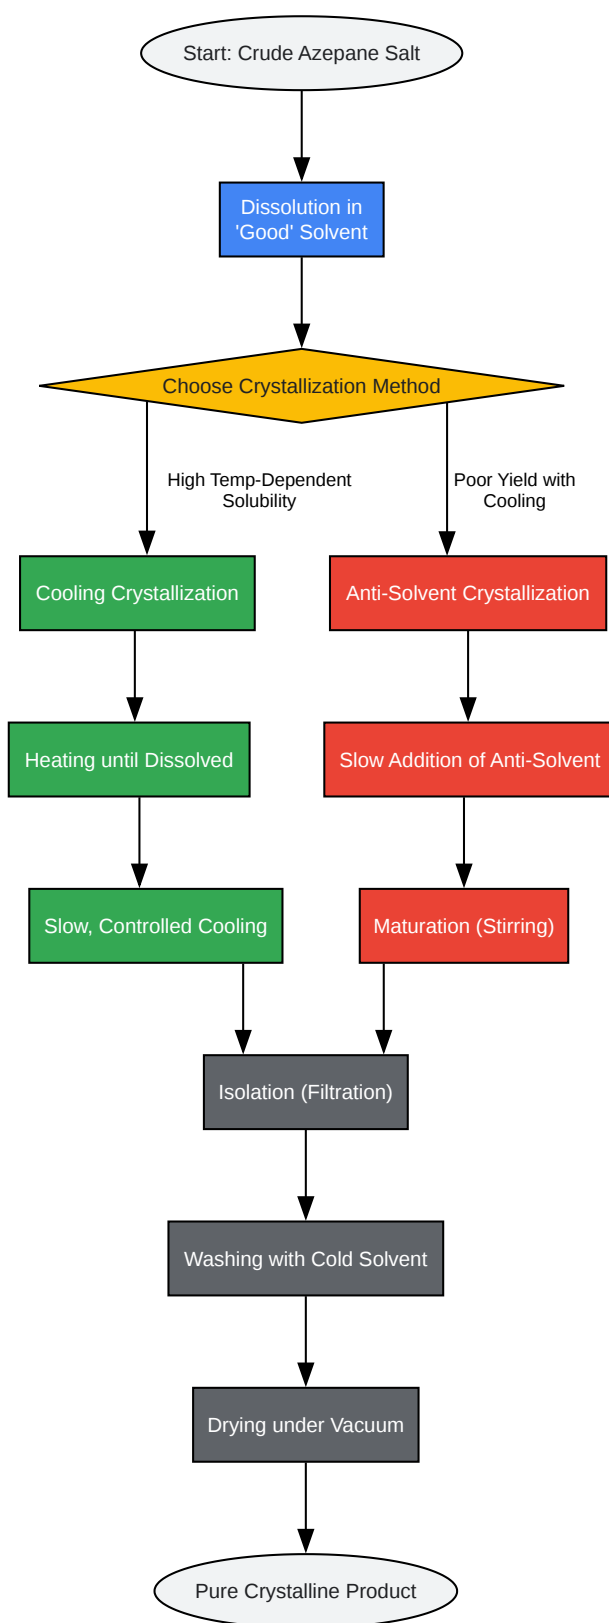 Start: Crude Azepane Salt
Dissolution in
'Good' Solvent
Choose Crystallization Method
High Temp-Dependent
Solubility
Poor Yield with
Cooling
Cooling Crystallization
Anti-Solvent Crystallization
Heating until Dissolved
Slow Addition of Anti-Solvent
Slow, Controlled Cooling
Maturation (Stirring)
Isolation (Filtration)
Washing with Cold Solvent
Drying under Vacuum
Pure Crystalline Product